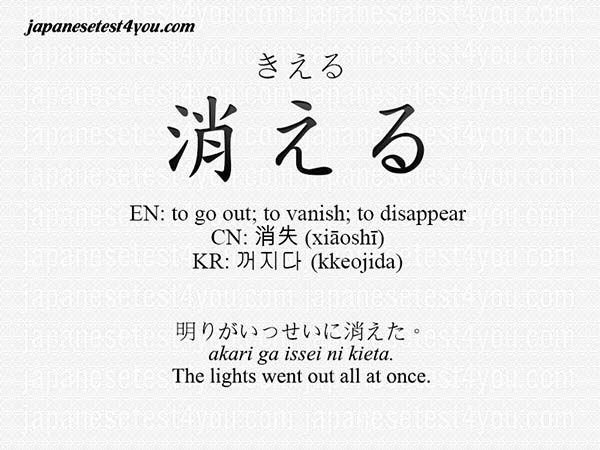 japanesetest4you.com
きえる
消える
EN: to go out; to vanish; to disappear
CN: 消失 (xiāoshī)
KR: 꺼지다 (kkeojida)
明りがいっせいに消えた。
akari ga issei ni kieta.
The lights went out all at once.